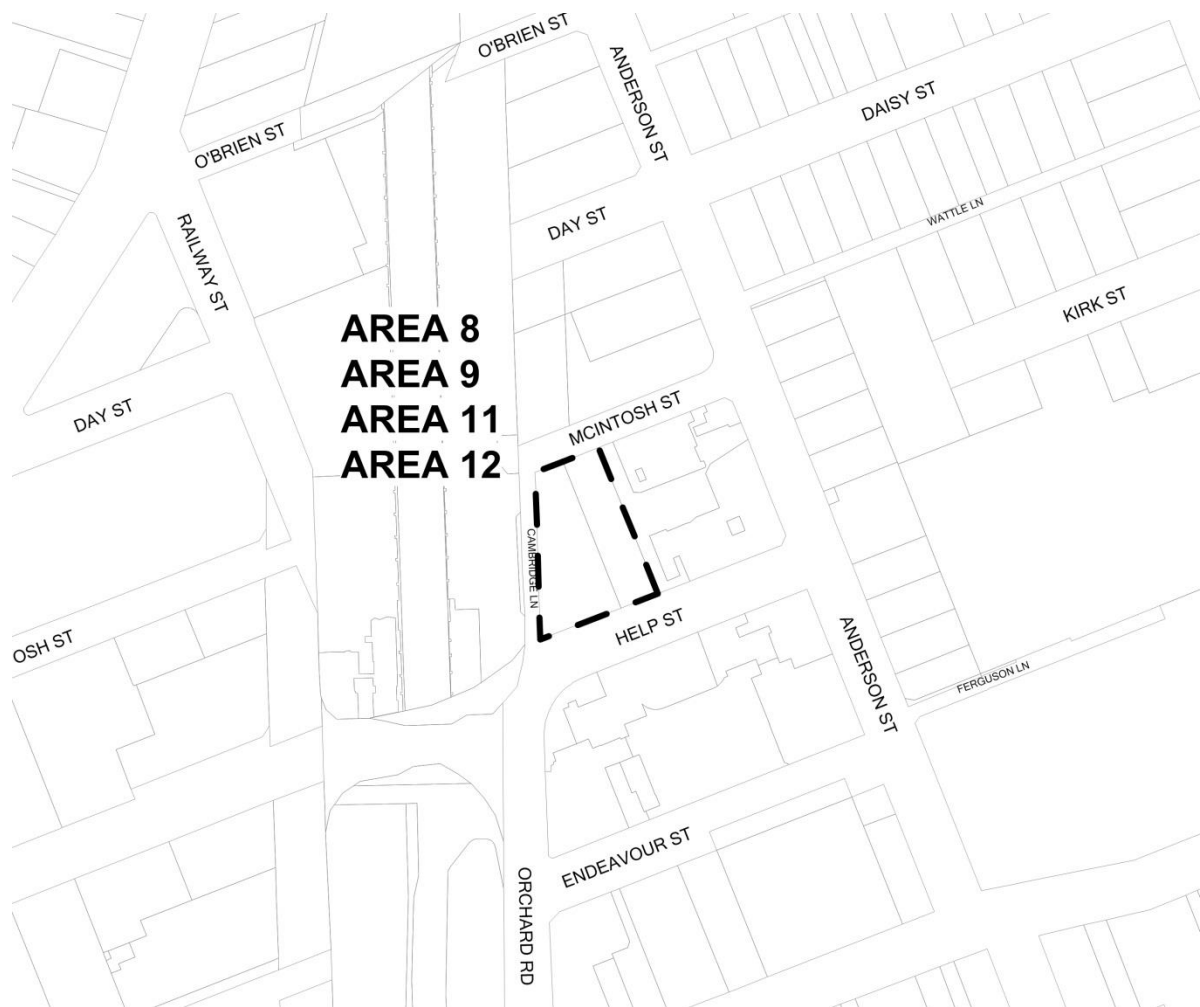 O'BRIEN ST
ANDERSON ST
DAISY ST
O'BRIEN ST
WATTLE LN
DAY ST
RAILWAY ST
KIRK ST
AREA 8
AREA 9
AREA 11
AREA 12
DAY ST
MCINTOSH ST
CAMBRIDGE LN
OSH ST
HELP ST
ANDERSON ST
FERGUSON LN
ENDEAVOUR ST
ORCHARD RD